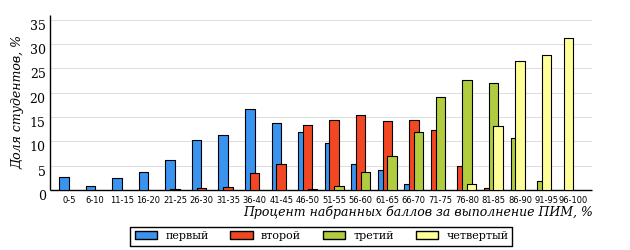 Доля студентов, %
35
30
25
20
15
10
5
0
0-5 6-10 11-15 16-20 21-25 26-30 31-35 36-40 41-45 46-50 51-55 56-60 61-65 66-70 71-75 76-80 81-85 86-90 91-95 96-100
Процент набранных баллов за выполнение ПИМ, %
первый второй третий четвертый